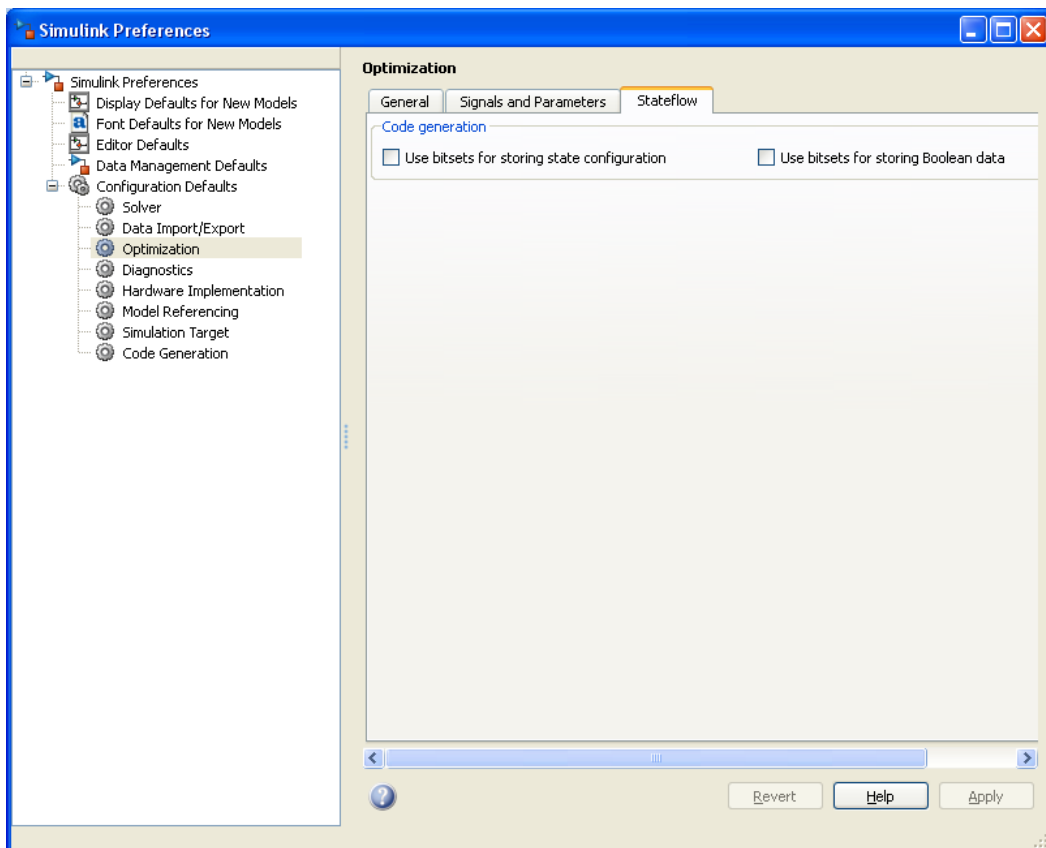 Simulink Preferences
Simulink Preferences
Display Defaults for New Models
Font Defaults for New Models
Editor Defaults
Data Management Defaults
Configuration Defaults
Solver
Data Import/Export
Optimization
Diagnostics
Hardware Implementation
Model Referencing
Simulation Target
Code Generation
Optimization
General Signals and Parameters Stateflow
Code generation
Use bitsets for storing state configuration Use bitsets for storing Boolean data
Revert Help Apply